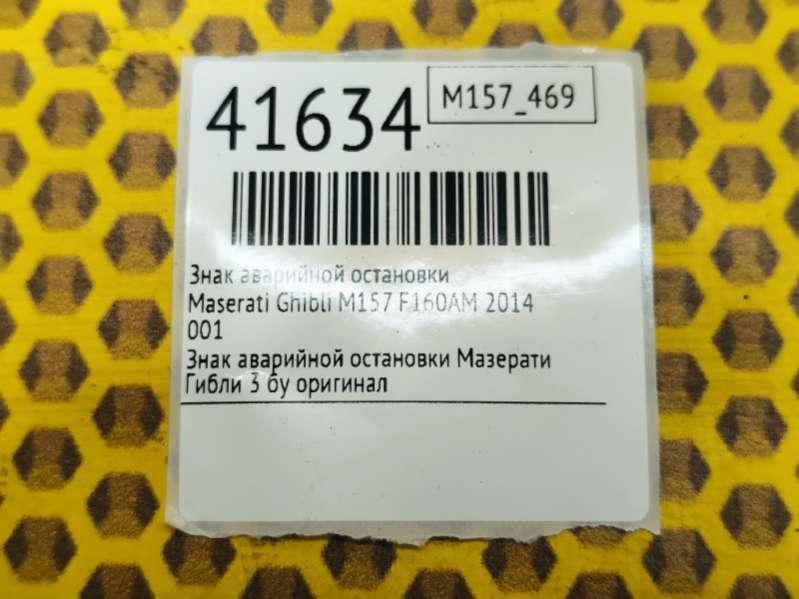 41634
M157_469
Знак аварийной остановки
Maserati Ghibli M157 F160AM 2014
001
Знак аварийной остановки Мазерати
Гибли 3 бу оригинал